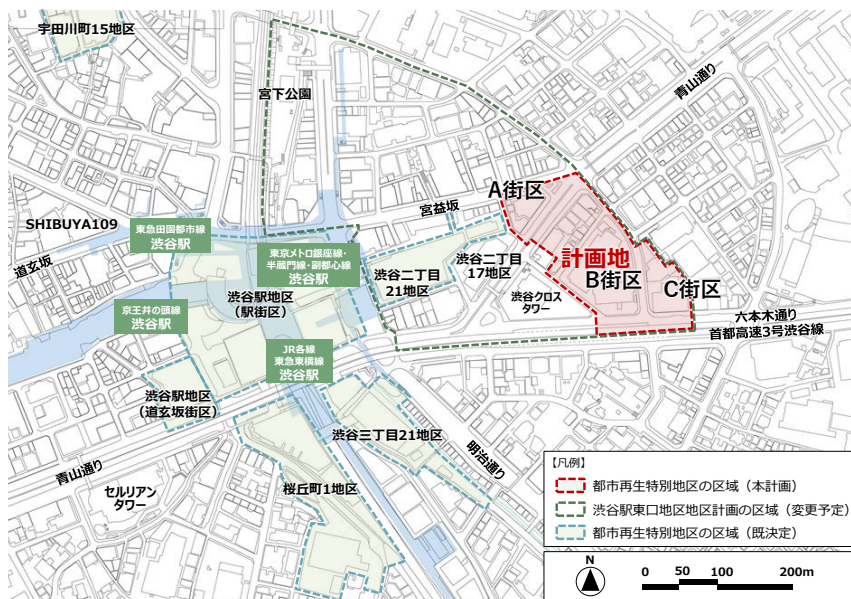 宇田川町15地区
宮下公園
青山通り
A街区
宮益坂
SHIBUYA109
東急田園都市線
渋谷駅
道玄坂
東京メトロ銀座線・
半蔵門線・副都心線
渋谷駅
渋谷二丁目
21地区
渋谷二丁目
17地区
計画地
B街区
C街区
渋谷クロス
タワー
京王井の頭線
渋谷駅
渋谷駅地区
(駅街区)
六本木通り
首都高速3号渋谷線
JR各線
東急東横線
渋谷駅
渋谷駅地区
(道玄坂街区)
渋谷三丁目21地区
明治通り
青山通り
セルリアン
タワー
桜丘町1地区
【凡例】
都市再生特別地区の区域(本計画)
渋谷駅東口地区地区計画の区域(変更予定)
都市再生特別地区の区域(既決定)
N
0 50 100 200m